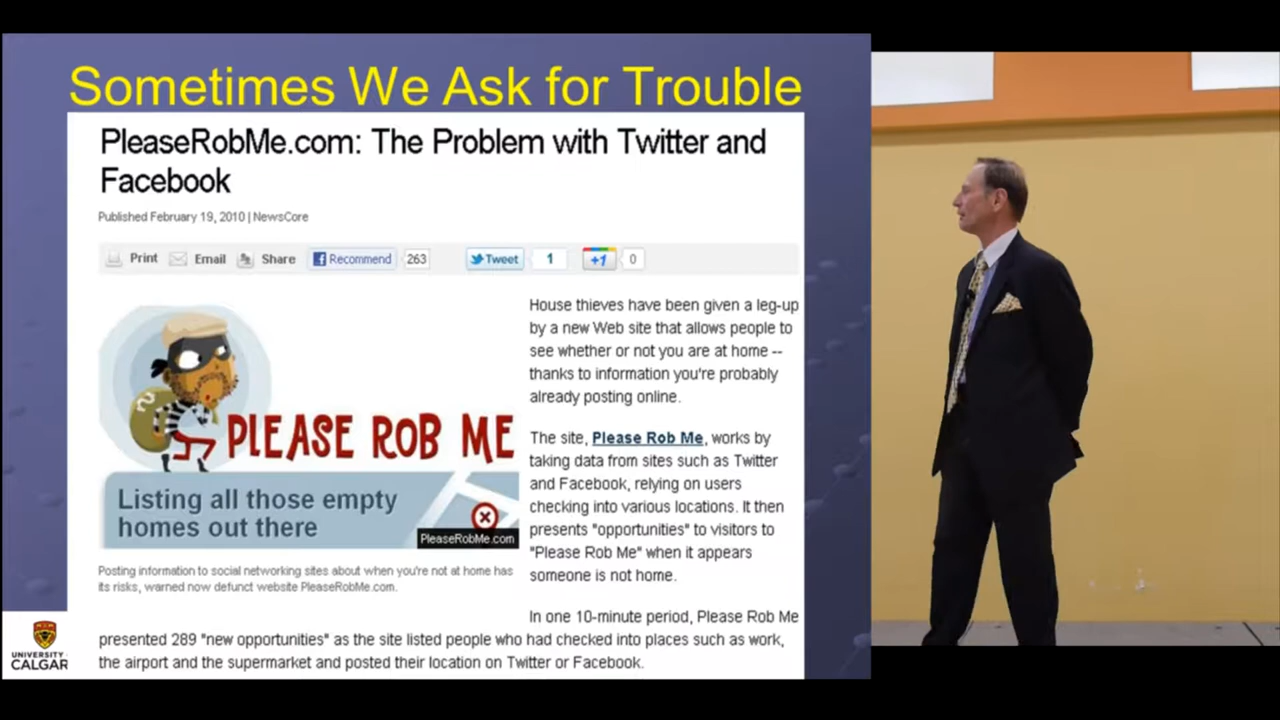 Sometimes We Ask for Trouble
PleaseRobMe.com: The Problem with Twitter and
Facebook
Published February 19, 2010 | NewsCore
Print Email Share Recommend 263 Tweet 1 +1 0
PLEASE ROB ME
Listing all those empty
homes out there
PleaseRobMe.com
Posting information to social networking sites about when you're not at home has
its risks, warned now defunct website PleaseRobMe.com.
House thieves have been given a leg-up
by a new Web site that allows people to
see whether or not you are at home --
thanks to information you're probably
already posting online.
The site, Please Rob Me, works by
taking data from sites such as Twitter
and Facebook, relying on users
checking into various locations. It then
presents "opportunities" to visitors to
"Please Rob Me" when it appears
someone is not home.
In one 10-minute period, Please Rob Me
presented 289 "new opportunities" as the site listed people who had checked into places such as work,
the airport and the supermarket and posted their location on Twitter or Facebook.
UNIVERSITY
CALGAR